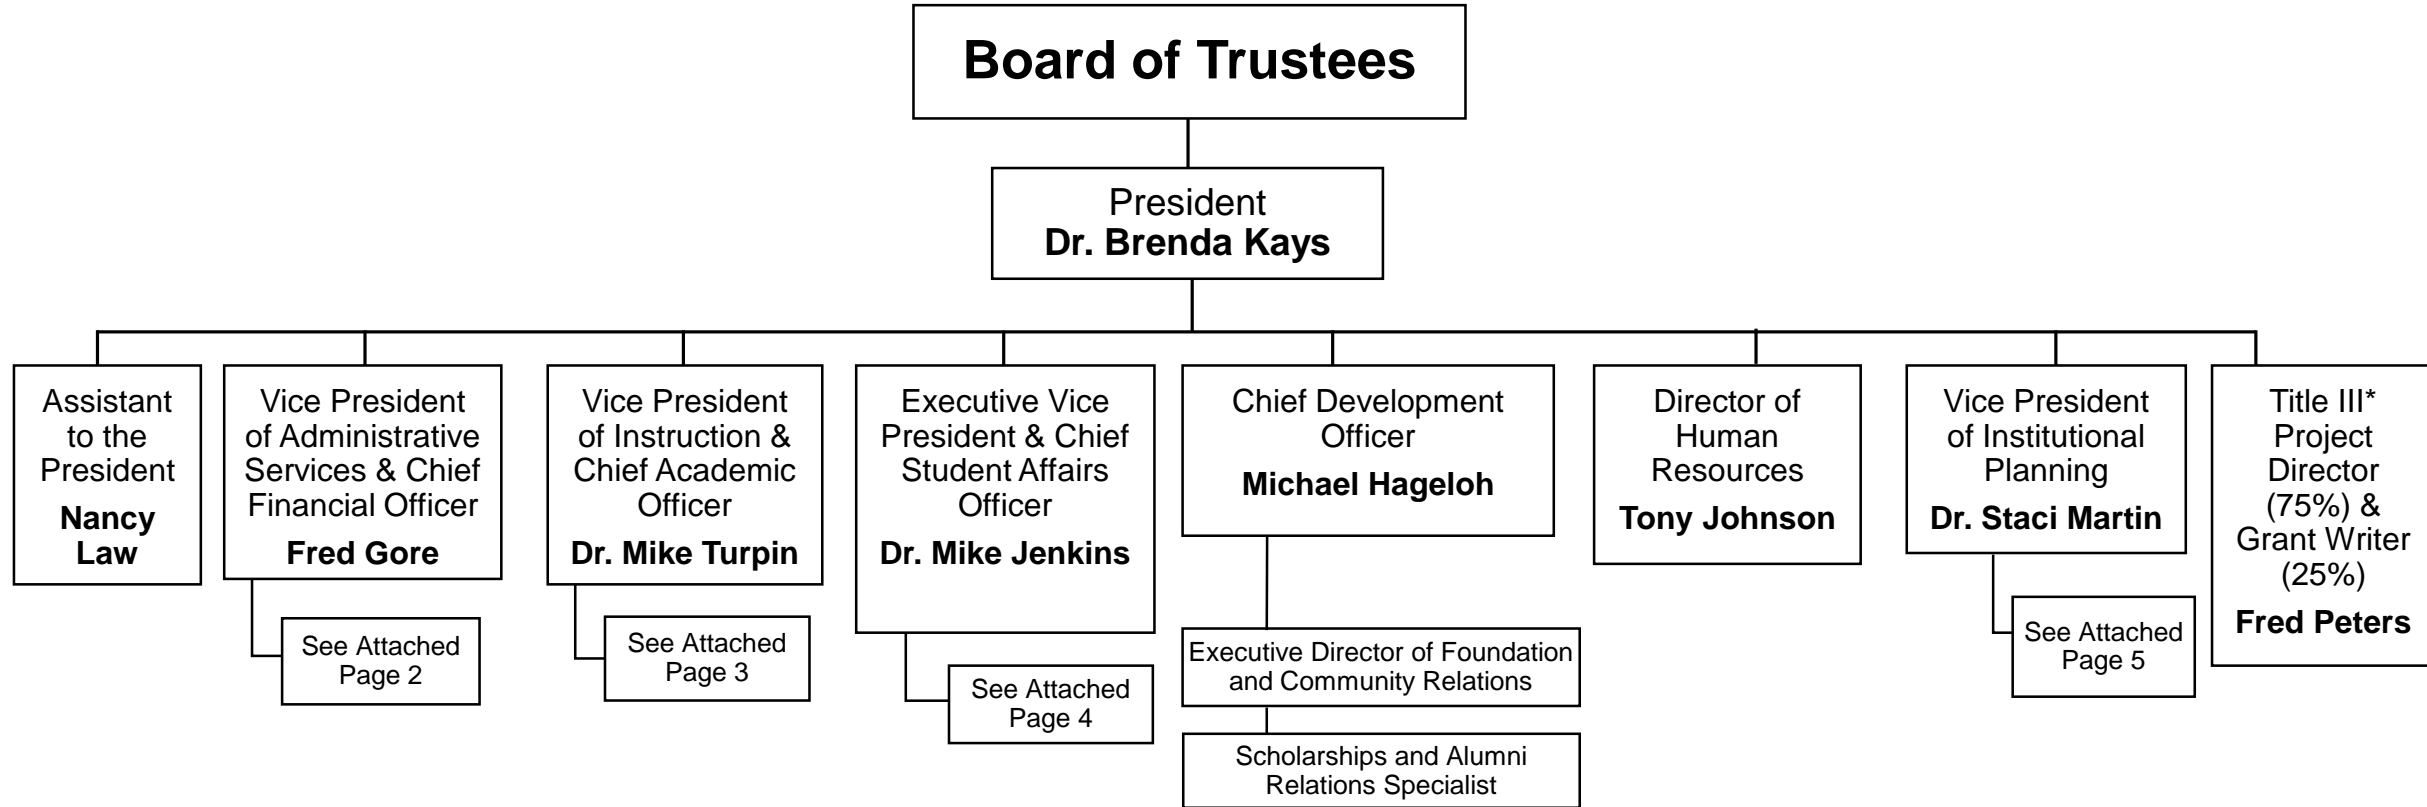 Board of Trustees
President
Dr. Brenda Kays
Assistant
to the
President
Nancy
Law
Vice President
of Administrative
Services & Chief
Financial Officer
Fred Gore
See Attached
Page 2
Vice President
of Instruction &
Chief Academic
Officer
Dr. Mike Turpin
See Attached
Page 3
Executive Vice
President & Chief
Student Affairs
Officer
Dr. Mike Jenkins
See Attached
Page 4
Chief Development
Officer
Michael Hageloh
Executive Director of Foundation
and Community Relations
Scholarships and Alumni
Relations Specialist
Director of
Human
Resources
Tony Johnson
Vice President
of Institutional
Planning
Dr. Staci Martin
See Attached
Page 5
Title III*
Project
Director
(75%) &
Grant Writer
(25%)
Fred Peters